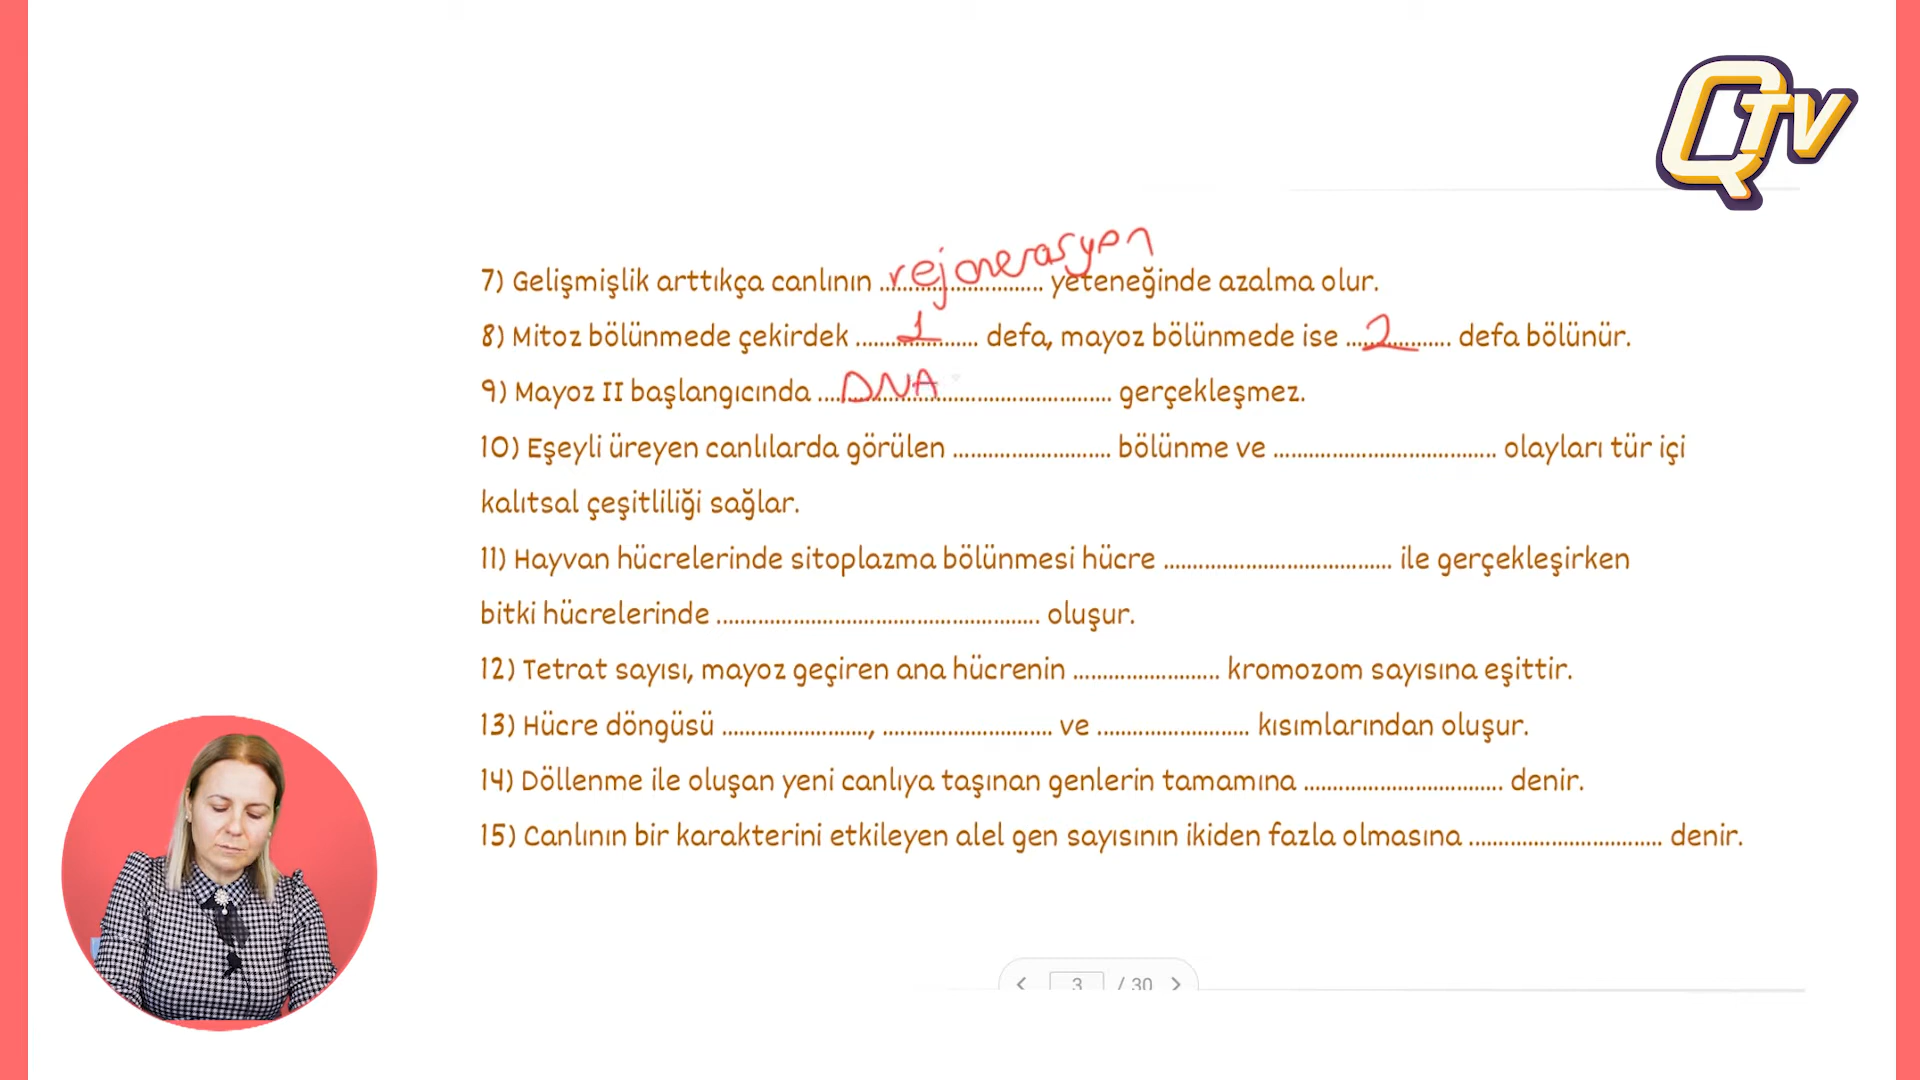 QTV
7) Gelişmişlik arttıkça canlının ...rejenerasyon... yeteneğinde azalma olur.
8) Mitoz bölünmede çekirdek ...1... defa, mayoz bölünmede ise ...2... defa bölünür.
9) Mayoz II başlangıcında ...DNA... gerçekleşmez.
10) Eşeyli üreyen canlılarda görülen ........................... bölünme ve ...................................... olayları tür içi
kalıtsal çeşitliliği sağlar.
11) Hayvan hücrelerinde sitoplazma bölünmesi hücre ....................................... ile gerçekleşirken
bitki hücrelerinde ....................................................... oluşur.
12) Tetrat sayısı, mayoz geçiren ana hücrenin ......................... kromozom sayısına eşittir.
13) Hücre döngüsü ........................., ............................. ve .......................... kısımlarından oluşur.
14) Döllenme ile oluşan yeni canlıya taşınan genlerin tamamına .................................. denir.
15) Canlının bir karakterini etkileyen alel gen sayısının ikiden fazla olmasına ................................. denir.
3 / 30